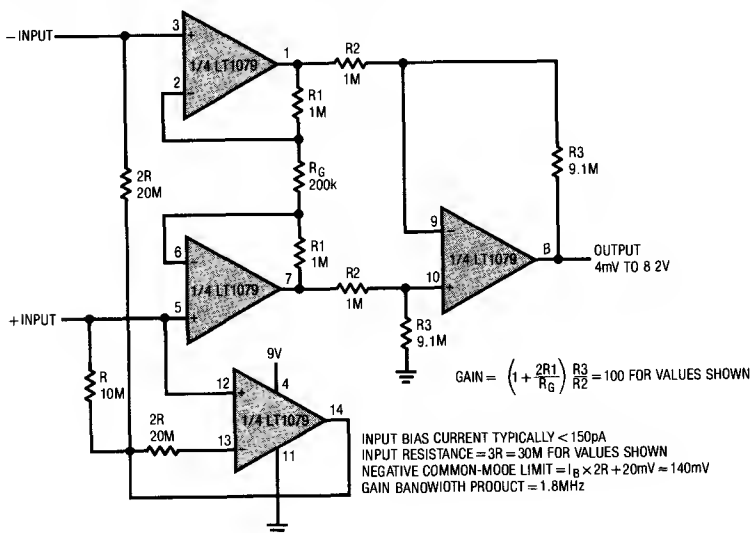 −INPUT
3
+
1/4 LT1079
2
−
1
R2
1M
R1
1M
2R
20M
RG
200k
R3
9.1M
6
−
R1
1M
1/4 LT1079
7
R2
1M
5
+
9
−
1/4 LT1079
10
+
B
OUTPUT
4mV TO 8 2V
+INPUT
R3
9.1M
R
10M
9V
12
+
4
1/4 LT1079
14
2R
20M
13
−
11
GAIN = (1 + 2R1/RG) R3/R2 = 100 FOR VALUES SHOWN
INPUT BIAS CURRENT TYPICALLY < 150pA
INPUT RESISTANCE = 3R = 30M FOR VALUES SHOWN
NEGATIVE COMMON-MODE LIMIT = IB × 2R + 20mV ≈ 140mV
GAIN BANOWIOTH PRODUCT = 1.8MHz